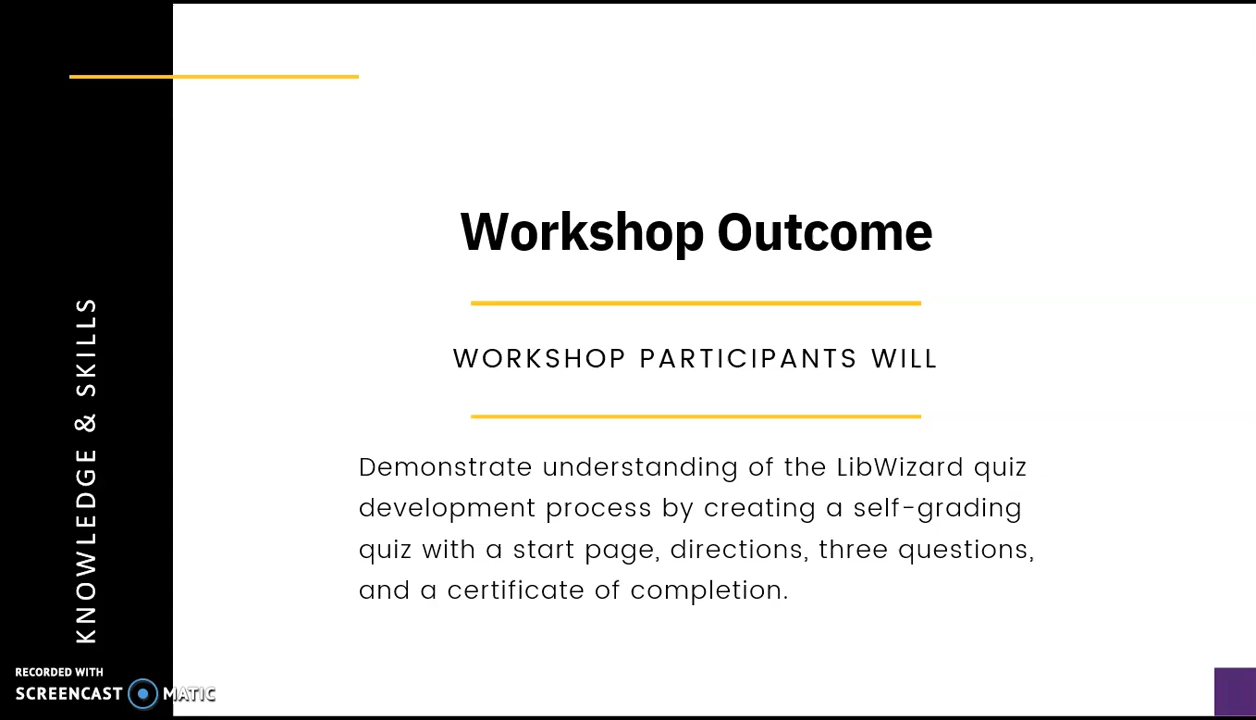 Workshop Outcome
WORKSHOP PARTICIPANTS WILL
Demonstrate understanding of the LibWizard quiz
development process by creating a self-grading
quiz with a start page, directions, three questions,
and a certificate of completion.
KNOWLEDGE & SKILLS
RECORDED WITH
SCREENCAST MATIC